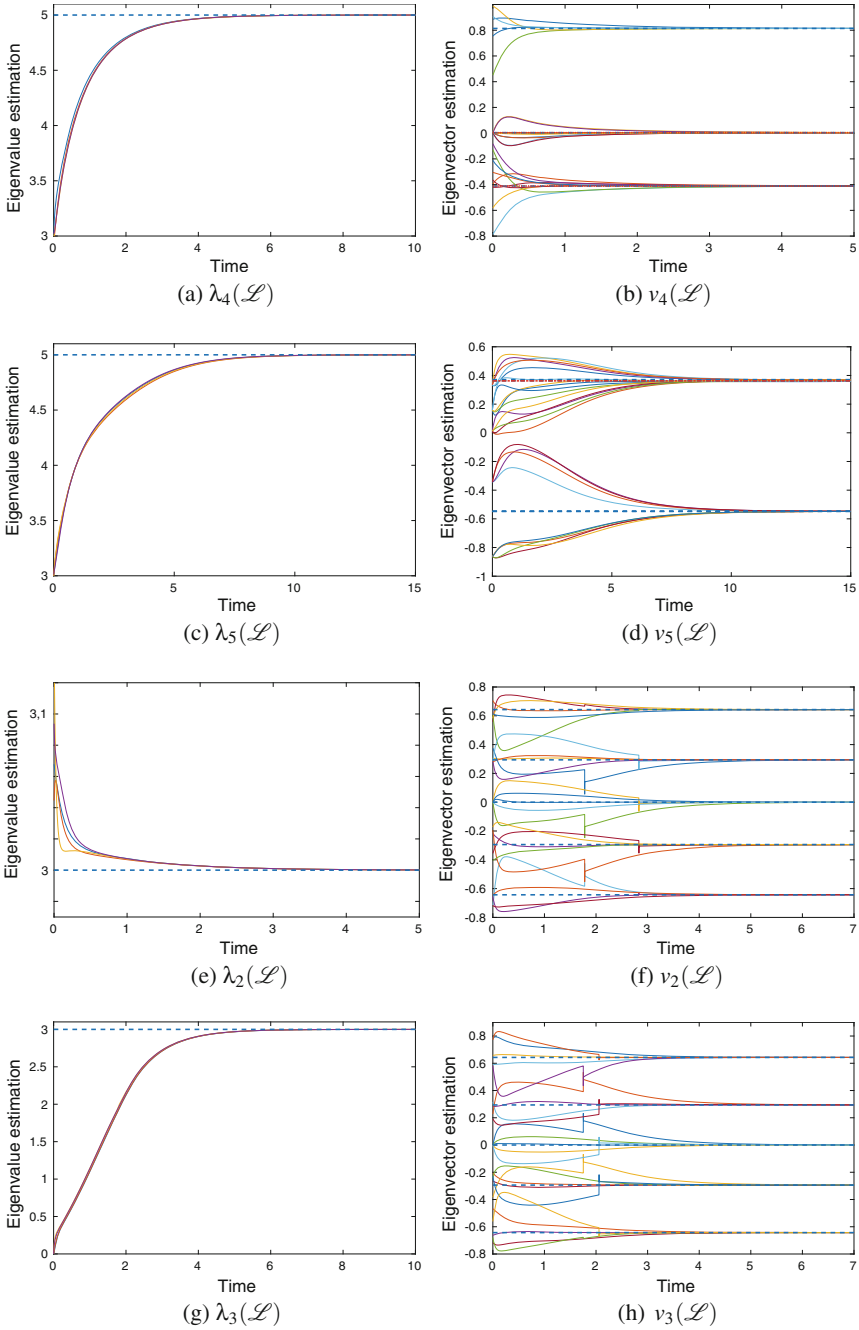 5
4.5
4
3.5
3
0 2 4 6 8 10
Eigenvalue estimation
Time
(a) λ4(ℒ)
0.8
0.6
0.4
0.2
0
-0.2
-0.4
-0.6
-0.8
0 1 2 3 4 5
Eigenvector estimation
Time
(b) v4(ℒ)
5
4.5
4
3.5
3
0 5 10 15
Eigenvalue estimation
Time
(c) λ5(ℒ)
0.6
0.4
0.2
0
-0.2
-0.4
-0.6
-0.8
-1
0 5 10 15
Eigenvector estimation
Time
(d) v5(ℒ)
3,1
3
0 1 2 3 4 5
Eigenvalue estimation
Time
(e) λ2(ℒ)
0.8
0.6
0.4
0.2
0
-0.2
-0.4
-0.6
-0.8
0 1 2 3 4 5 6 7
Eigenvector estimation
Time
(f) v2(ℒ)
3
2.5
2
1.5
1
0.5
0
0 2 4 6 8 10
Eigenvalue estimation
Time
(g) λ3(ℒ)
0.8
0.6
0.4
0.2
0
-0.2
-0.4
-0.6
-0.8
0 1 2 3 4 5 6 7
Eigenvector estimation
Time
(h) v3(ℒ)